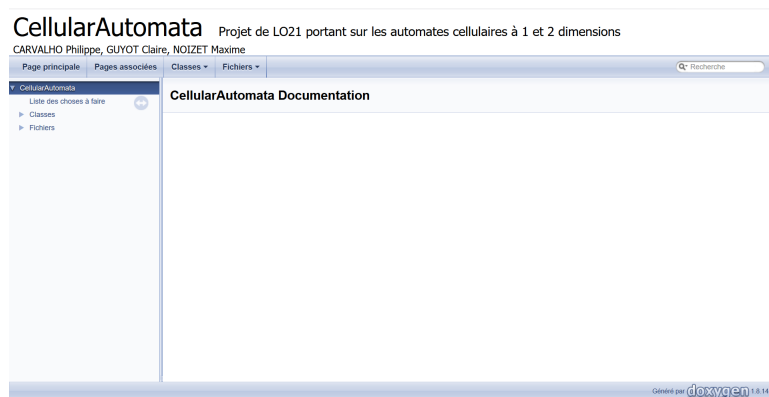 CellularAutomata Projet de LO21 portant sur les automates cellulaires à 1 et 2 dimensions
CARVALHO Philippe, GUYOT Claire, NOIZET Maxime
Page principale Pages associées Classes Fichiers Recherche
CellularAutomata
Liste des choses à faire
Classes
Fichiers
CellularAutomata Documentation
Généré par doxygen 1.8.14